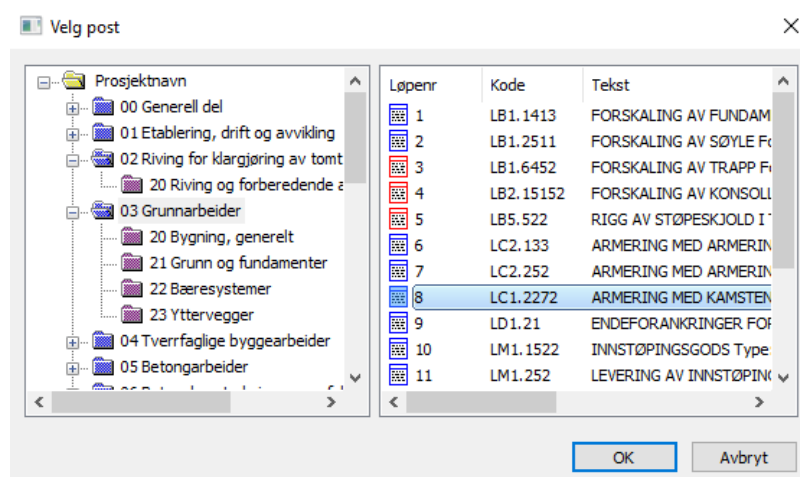 Velg post
Prosjektnavn
00 Generell del
01 Etablering, drift og avvikling
02 Riving for klargjøring av tomt
20 Riving og forberedende
03 Grunnarbeider
20 Bygning, generelt
21 Grunn og fundamenter
22 Bæresystemer
23 Yttervegger
04 Tverrfaglige byggearbeider
05 Betongarbeider
Løpenr Kode Tekst
1 LB1.1413 FORSKALING AV FUNDAM
2 LB1.2511 FORSKALING AV SØYLE
3 LB1.6452 FORSKALING AV TRAPP
4 LB2.15152 FORSKALING AV KONSOLL
5 LB5.522 RIGG AV STØPESKJOLD I
6 LC2.133 ARMERING MED ARMERIN
7 LC2.252 ARMERING MED ARMERIN
8 LC1.2272 ARMERING MED KAMSTEN
9 LD1.21 ENDEFORANKRINGER FOR
10 LM1.1522 INNSTØPINGSGODS Type
11 LM1.252 LEVERING AV INNSTØPING
OK Avbryt